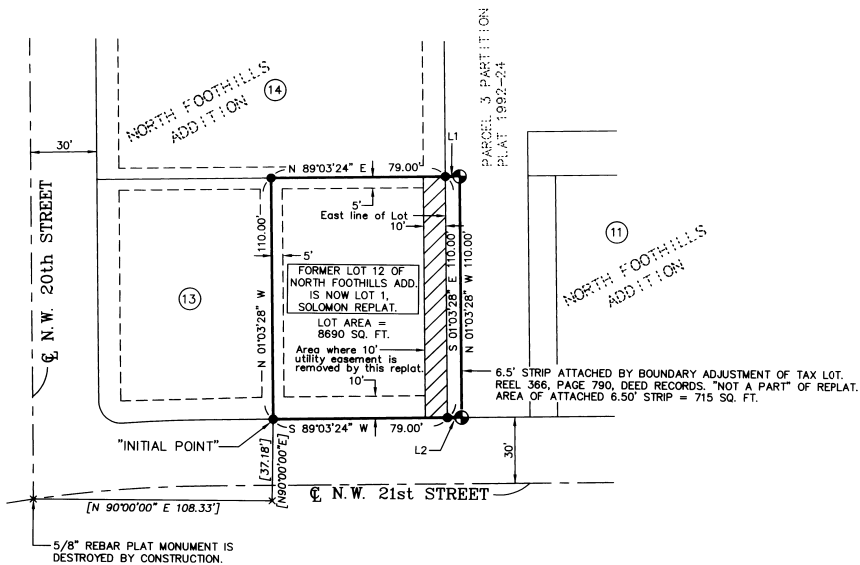 NORTH FOOTHILLS
ADDITION
14
PARCEL 3 PARTITION
PLAT 1992-24
30'
L1
N 89°03'24" E 79.00'
5'
East line of Lot
10'
110.00'
5'
FORMER LOT 12 OF
NORTH FOOTHILLS ADD.
IS NOW LOT 1,
SOLOMON REPLAT.
LOT AREA =
8690 SQ. FT.
Area where 10'
utility easement is
removed by this replat.
10'
N 01°03'28" W
S 01°03'28" E 110.00'
N 01°03'28" W 110.00'
11
NORTH FOOTHILLS
ADDITION
13
℄ N.W. 20th STREET
6.5' STRIP ATTACHED BY BOUNDARY ADJUSTMENT OF TAX LOT.
REEL 366, PAGE 790, DEED RECORDS. "NOT A PART" OF REPLAT.
AREA OF ATTACHED 6.50' STRIP = 715 SQ. FT.
S 89°03'24" W 79.00'
"INITIAL POINT"
L2
30'
[37.18']
[N90°00'00"E]
℄ N.W. 21st STREET
[N 90°00'00" E 108.33']
5/8" REBAR PLAT MONUMENT IS
DESTROYED BY CONSTRUCTION.